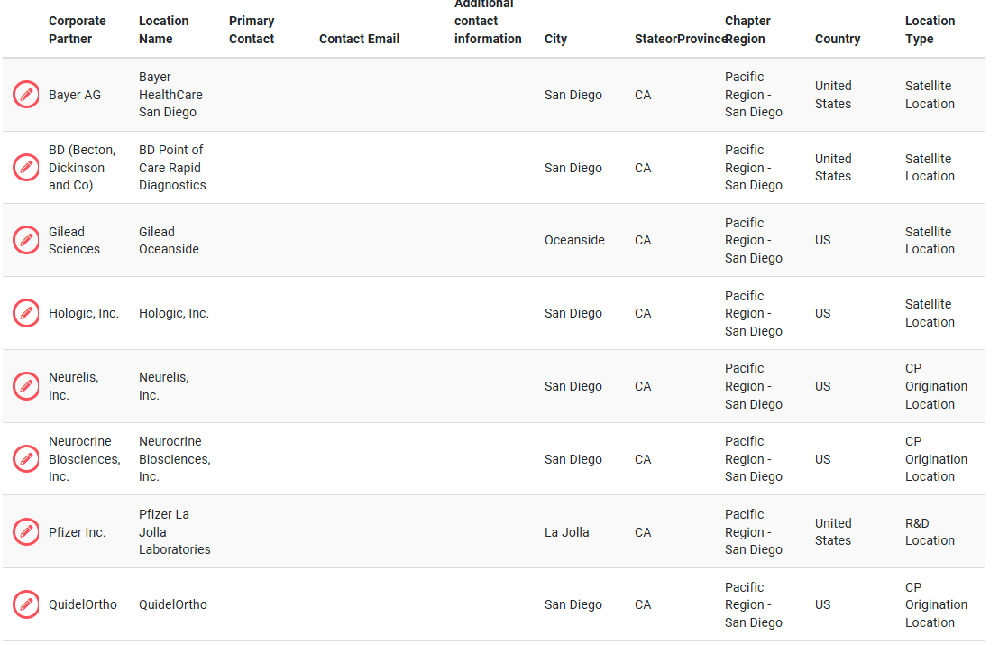 Corporate Partner
Location Name
Primary Contact
Contact Email
Additional contact information
City
StateorProvince
Chapter Region
Country
Location Type
Bayer AG
Bayer HealthCare San Diego
San Diego
CA
Pacific Region - San Diego
United States
Satellite Location
BD (Becton, Dickinson and Co)
BD Point of Care Rapid Diagnostics
San Diego
CA
Pacific Region - San Diego
United States
Satellite Location
Gilead Sciences
Gilead Oceanside
Oceanside
CA
Pacific Region - San Diego
US
Satellite Location
Hologic, Inc.
Hologic, Inc.
San Diego
CA
Pacific Region - San Diego
US
Satellite Location
Neurelis, Inc.
Neurelis, Inc.
San Diego
CA
Pacific Region - San Diego
US
CP Origination Location
Neurocrine Biosciences, Inc.
Neurocrine Biosciences, Inc.
San Diego
CA
Pacific Region - San Diego
US
CP Origination Location
Pfizer Inc.
Pfizer La Jolla Laboratories
La Jolla
CA
Pacific Region - San Diego
United States
R&D Location
QuidelOrtho
QuidelOrtho
San Diego
CA
Pacific Region - San Diego
US
CP Origination Location